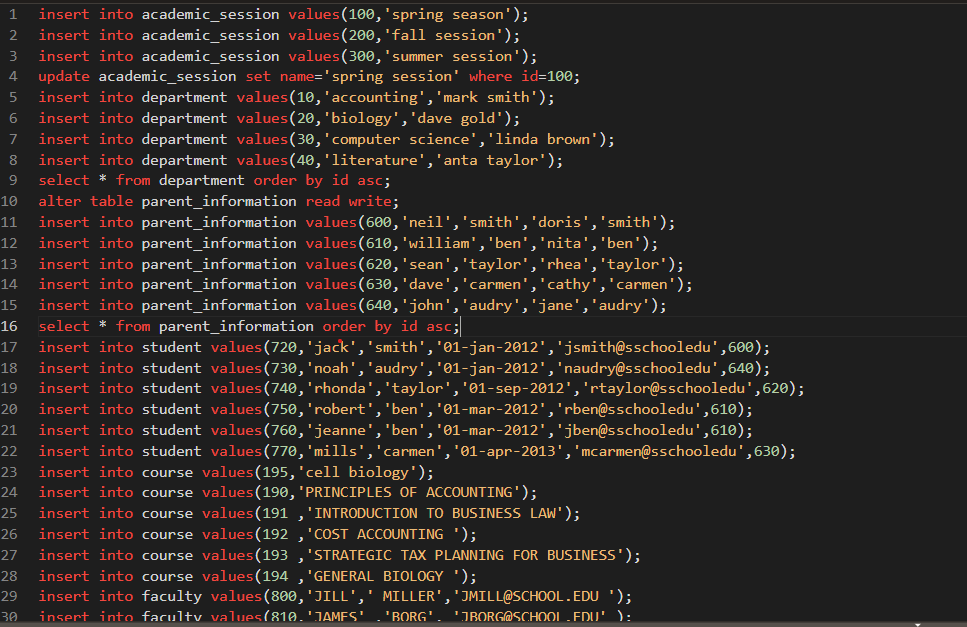 1 insert into academic_session values(100,'spring season');
2 insert into academic_session values(200,'fall session');
3 insert into academic_session values(300,'summer session');
4 update academic_session set name='spring session' where id=100;
5 insert into department values(10,'accounting','mark smith');
6 insert into department values(20,'biology','dave gold');
7 insert into department values(30,'computer science','linda brown');
8 insert into department values(40,'literature','anta taylor');
9 select * from department order by id asc;
10 alter table parent_information read write;
11 insert into parent_information values(600,'neil','smith','doris','smith');
12 insert into parent_information values(610,'william','ben','nita','ben');
13 insert into parent_information values(620,'sean','taylor','rhea','taylor');
14 insert into parent_information values(630,'dave','carmen','cathy','carmen');
15 insert into parent_information values(640,'john','audry','jane','audry');
16 select * from parent_information order by id asc;
17 insert into student values(720,'jack','smith','01-jan-2012','jsmith@sschooledu',600);
18 insert into student values(730,'noah','audry','01-jan-2012','naudry@sschooledu',640);
19 insert into student values(740,'rhonda','taylor','01-sep-2012','rtaylor@sschooledu',620);
20 insert into student values(750,'robert','ben','01-mar-2012','rben@sschooledu',610);
21 insert into student values(760,'jeanne','ben','01-mar-2012','jben@sschooledu',610);
22 insert into student values(770,'mills','carmen','01-apr-2013','mcarmen@sschooledu',630);
23 insert into course values(195,'cell biology');
24 insert into course values(190,'PRINCIPLES OF ACCOUNTING');
25 insert into course values(191 ,'INTRODUCTION TO BUSINESS LAW');
26 insert into course values(192 ,'COST ACCOUNTING ');
27 insert into course values(193 ,'STRATEGIC TAX PLANNING FOR BUSINESS');
28 insert into course values(194 ,'GENERAL BIOLOGY ');
29 insert into faculty values(800,'JILL',' MILLER','JMILL@SCHOOL.EDU ');
30 insert into faculty values(810,'JAMES' ,'BORG', 'JBORG@SCHOOL.EDU' );